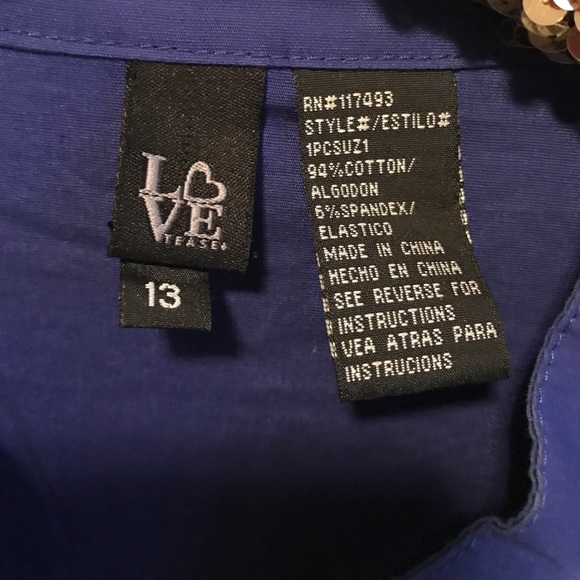 LOVE
TEASE
13
RN#117493
STYLE#/ESTILO#
1PCSUZ1
94%COTTON/
ALGODON
6%SPANDEX/
ELASTICO
MADE IN CHINA
HECHO EN CHINA
SEE REVERSE FOR
INSTRUCTIONS
VEA ATRAS PARA
INSTRUCIONS